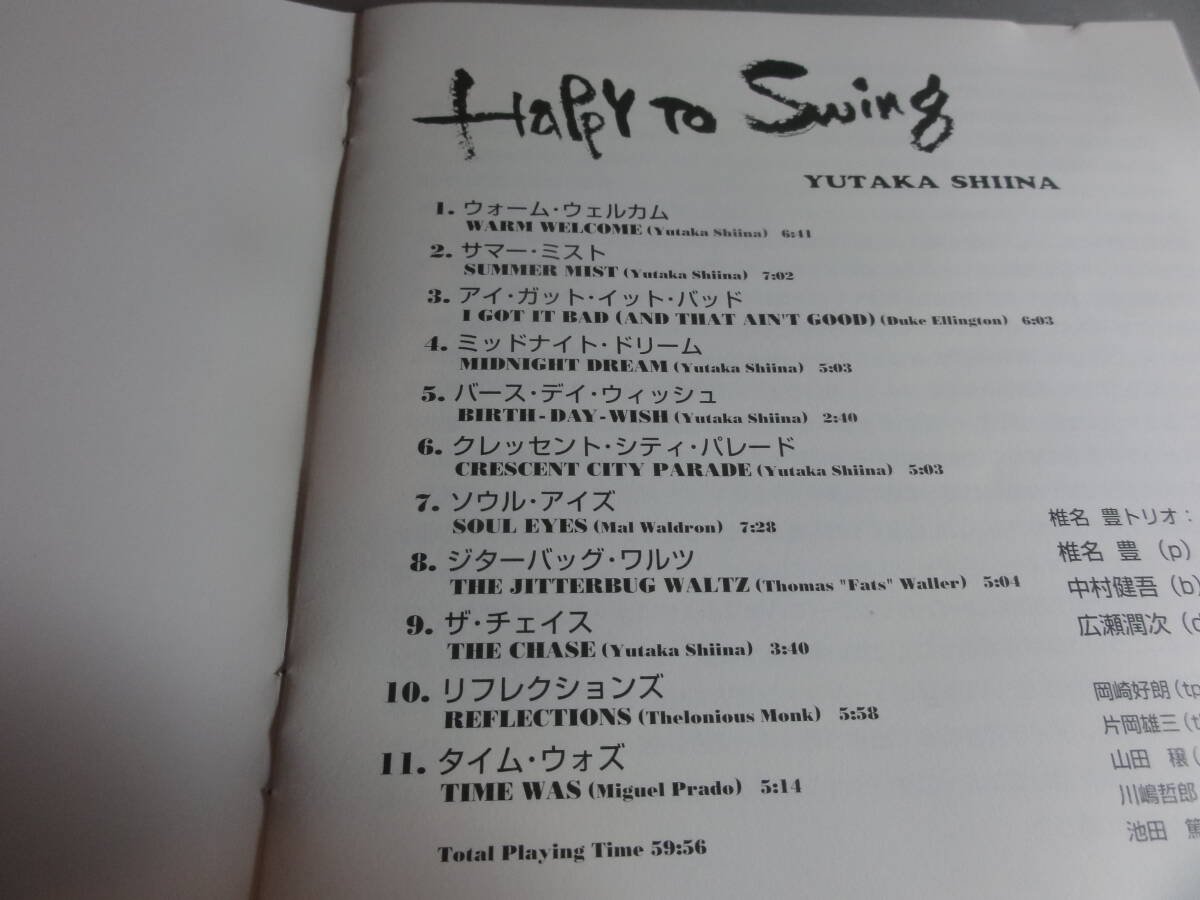 Happy to Swing
YUTAKA SHIINA
1. ウォーム・ウェルカム
WARM WELCOME (Yutaka Shiina) 6:41
2. サマー・ミスト
SUMMER MIST (Yutaka Shiina) 7:02
3. アイ・ガット・イット・バッド
I GOT IT BAD (AND THAT AIN'T GOOD) (Duke Ellington) 6:03
4. ミッドナイト・ドリーム
MIDNIGHT DREAM (Yutaka Shiina) 5:03
5. バース・デイ・ウィッシュ
BIRTH-DAY-WISH (Yutaka Shiina) 2:40
6. クレッセント・シティ・パレード
CRESCENT CITY PARADE (Yutaka Shiina) 5:03
7. ソウル・アイズ
SOUL EYES (Mal Waldron) 7:28
8. ジターバッグ・ワルツ
THE JITTERBUG WALTZ (Thomas "Fats" Waller) 5:04
9. ザ・チェイス
THE CHASE (Yutaka Shiina) 3:40
10. リフレクションズ
REFLECTIONS (Thelonious Monk) 5:58
11. タイム・ウォズ
TIME WAS (Miguel Prado) 5:14
Total Playing Time 59:56
椎名 豊トリオ:
椎名 豊 (p)
中村健吾 (b)
広瀬潤次 (d
岡崎好朗 (tp
片岡雄三 (t
山田 穣 (
川嶋哲郎
池田 篤